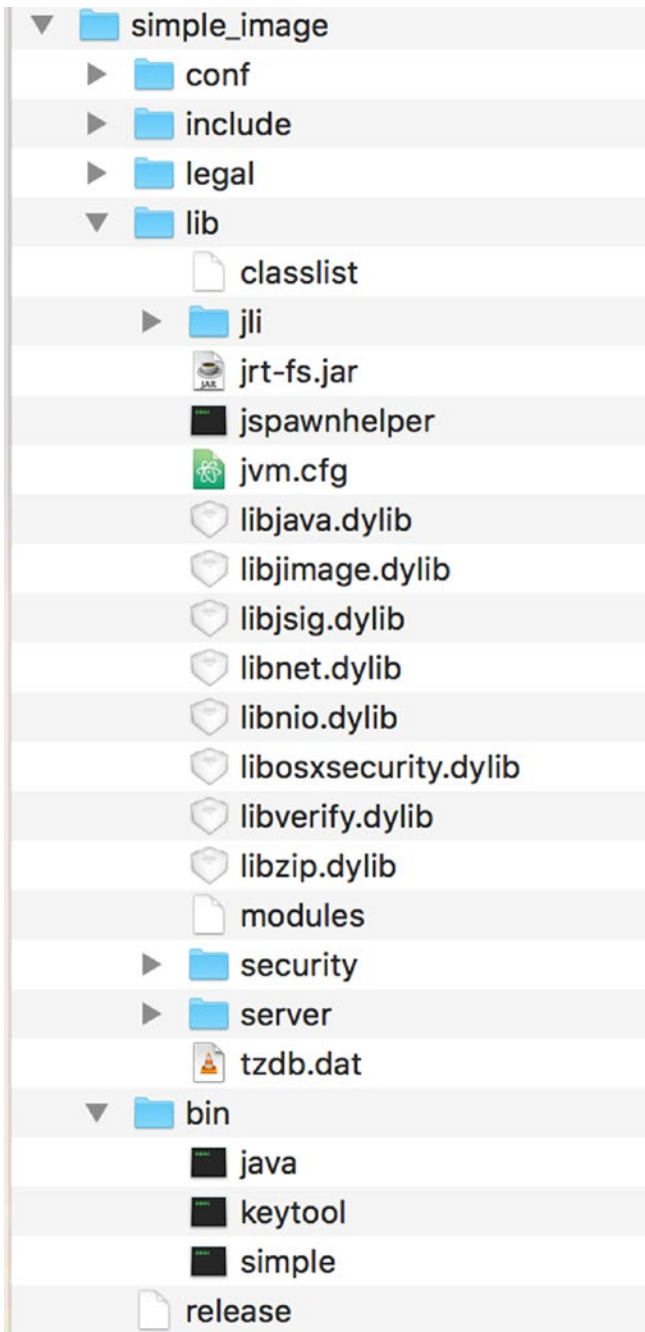 simple_image
conf
include
legal
lib
classlist
jli
jrt-fs.jar
jspawnhelper
jvm.cfg
libjava.dylib
libjimage.dylib
libjsig.dylib
libnet.dylib
libnio.dylib
libosxsecurity.dylib
libverify.dylib
libzip.dylib
modules
security
server
tzdb.dat
bin
java
keytool
simple
release